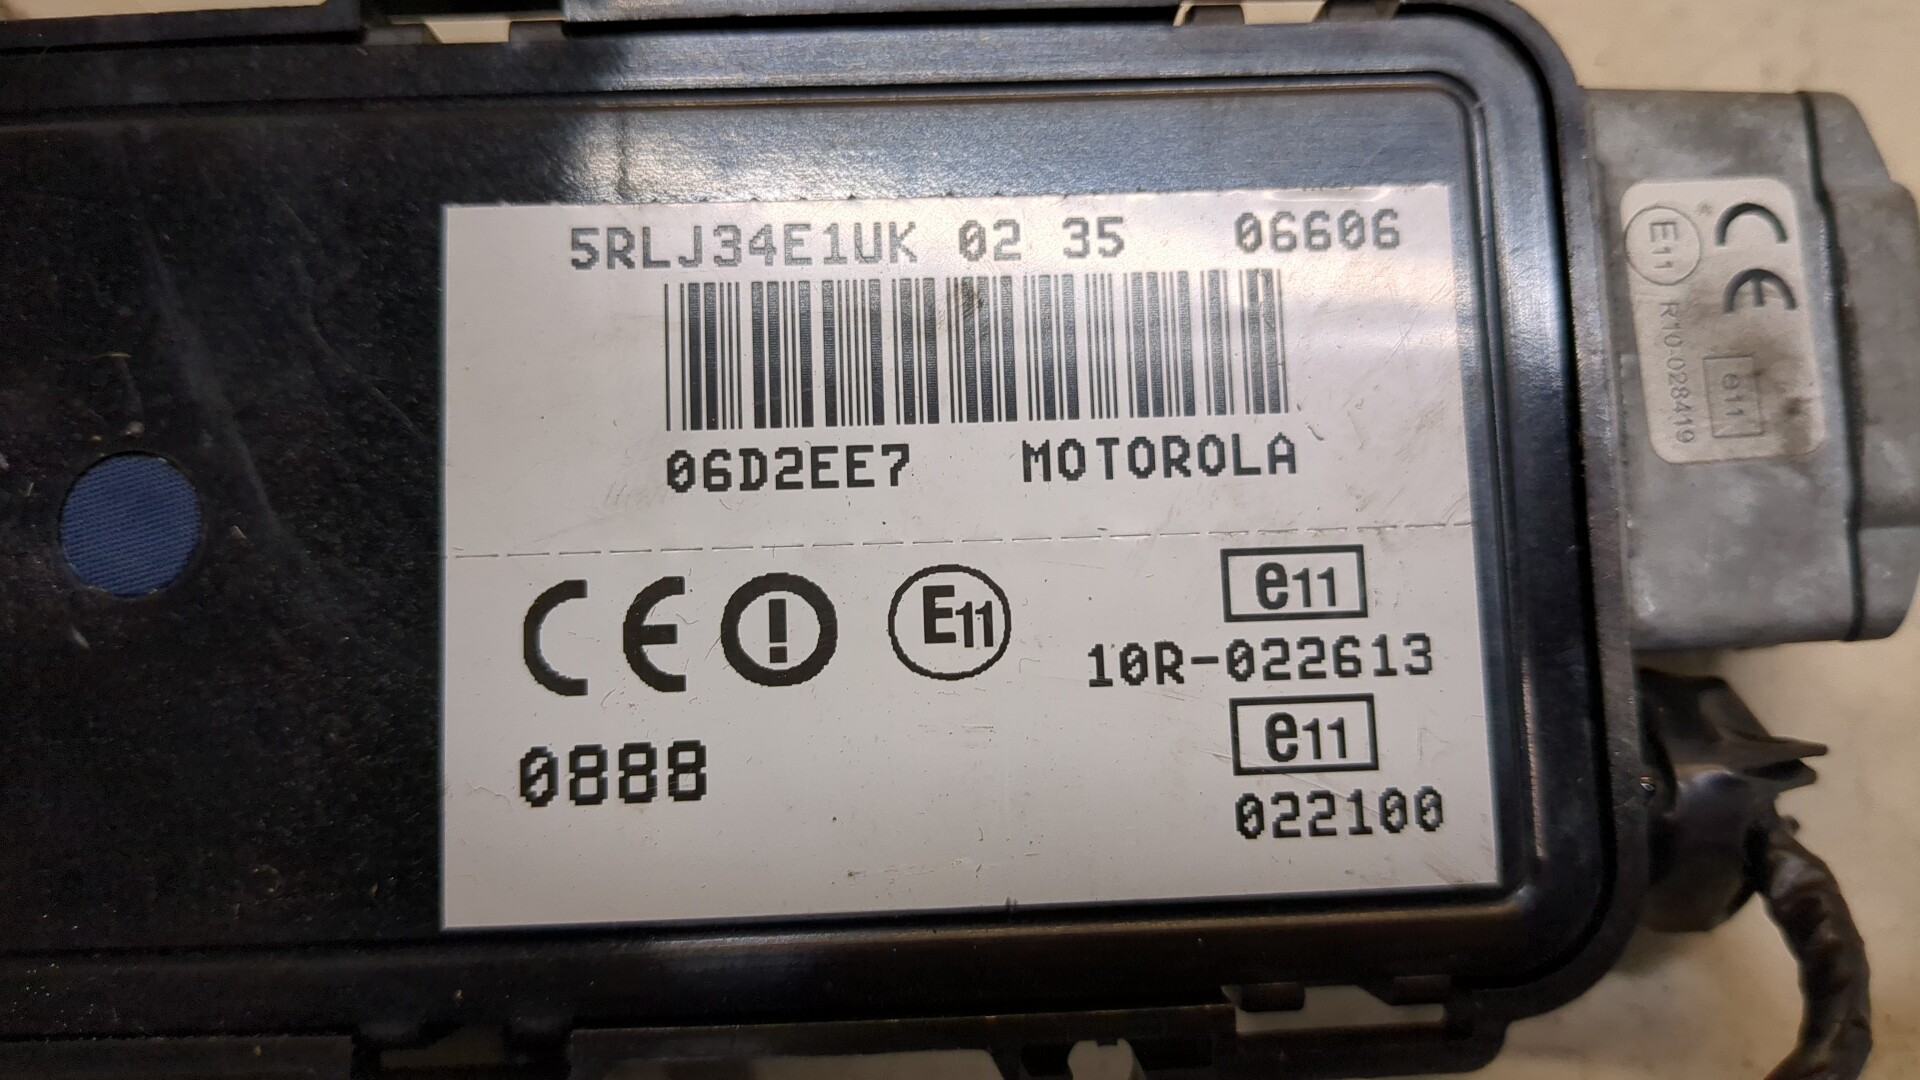 5RLJ34E1UK 02 35 06606
06D2EE7 MOTOROLA
CE E11 e11
10R-022613
0888 e11
022100
CE
E11 R10-028419
e11